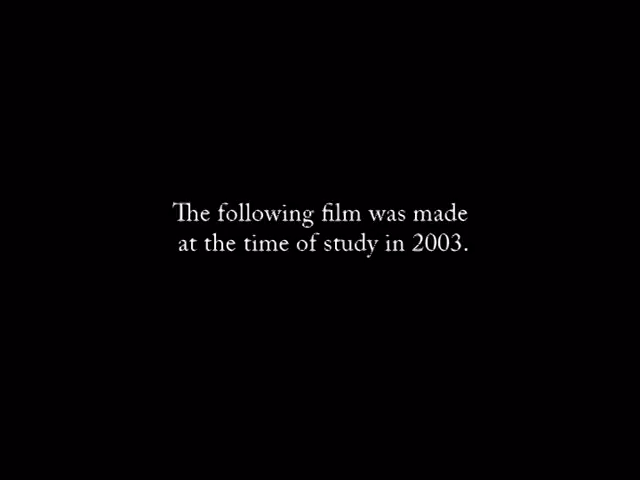 The following film was made
at the time of study in 2003.